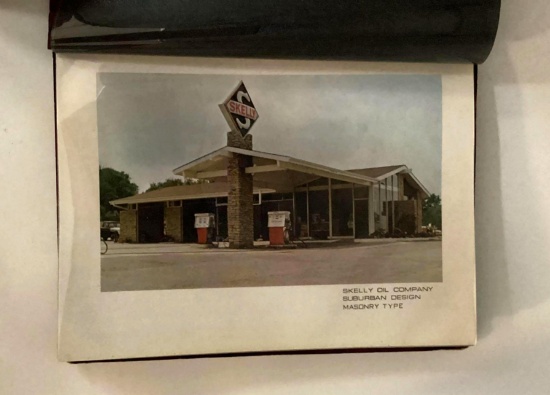 SKELLY
S
SKELLY OIL COMPANY
SUBURBAN DESIGN
MASONRY TYPE